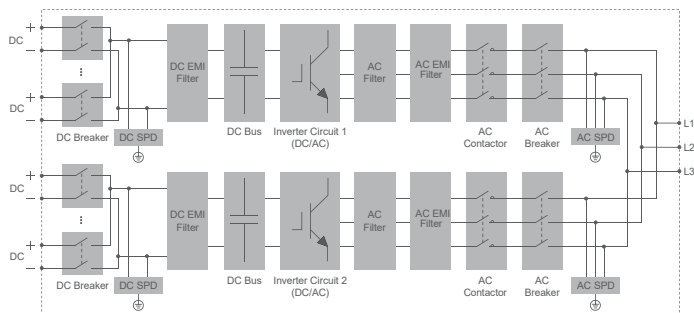 +
DC
−
⋮
+
DC
−
DC Breaker
DC SPD
DC EMI
Filter
DC Bus
Inverter Circuit 1
(DC/AC)
AC
Filter
AC EMI
Filter
AC
Contactor
AC
Breaker
AC SPD
L1
L2
L3
+
DC
−
⋮
+
DC
−
DC Breaker
DC SPD
DC EMI
Filter
DC Bus
Inverter Circuit 2
(DC/AC)
AC
Filter
AC EMI
Filter
AC
Contactor
AC
Breaker
AC SPD